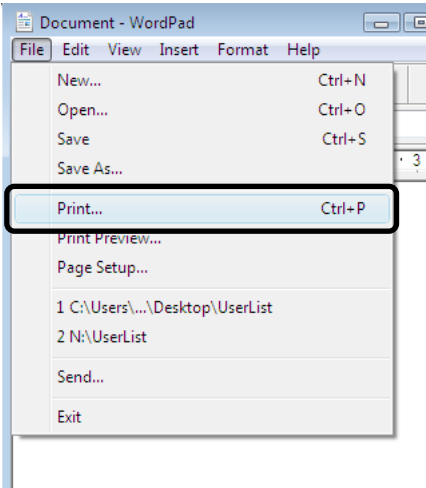 Document - WordPad
File Edit View Insert Format Help
New... Ctrl+N
Open... Ctrl+O
Save Ctrl+S
Save As...
3
Print... Ctrl+P
Print Preview...
Page Setup...
1 C:\Users\...\Desktop\UserList
2 N:\UserList
Send...
Exit